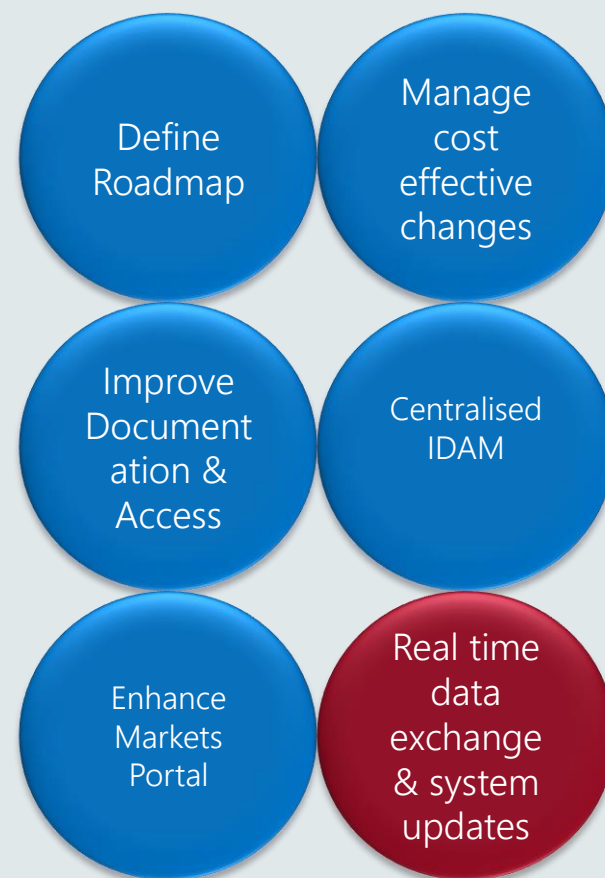 Define
Roadmap
Manage
cost
effective
changes
Improve
Document
ation &
Access
Centralised
IDAM
Enhance
Markets
Portal
Real time
data
exchange
& system
updates